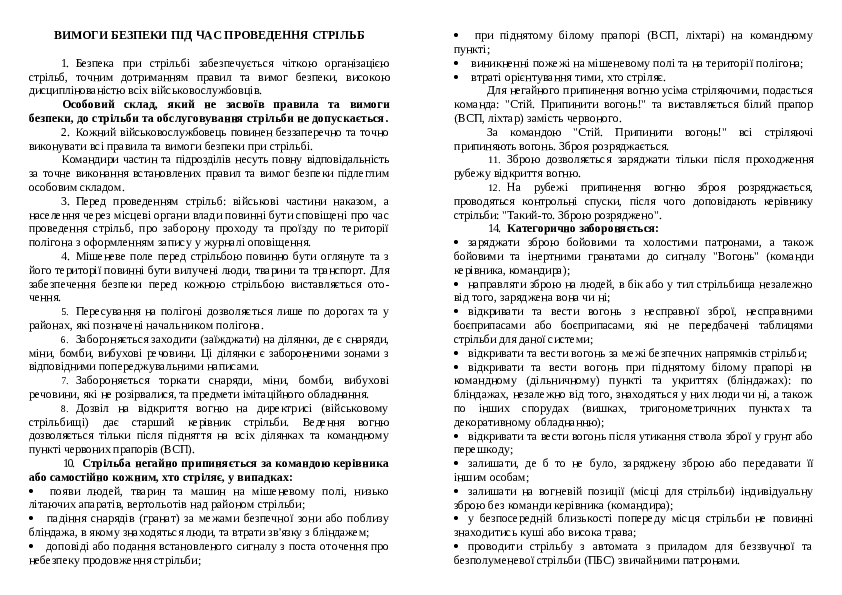 ВИМОГИ БЕЗПЕКИ ПІД ЧАС ПРОВЕДЕННЯ СТРІЛЬБ
1. Безпека при стрільбі забезпечується чіткою організацією
стрільб, точним дотриманням правил та вимог безпеки, високою
дисциплінованістю всіх військовослужбовців.
Особовий склад, який не засвоїв правила та вимоги
безпеки, до стрільби та обслуговування стрільби не допускається.
2. Кожний військовослужбовець повинен беззаперечно та точно
виконувати всі правила та вимоги безпеки при стрільбі.
Командири частин та підрозділів несуть повну відповідальність
за точне виконання встановлених правил та вимог безпеки підлеглим
особовим складом.
3. Перед проведенням стрільб: військові частини наказом, а
населення через місцеві органи влади повинні бути сповіщені про час
проведення стрільб, про заборону проходу та проїзду по території
полігона з оформленням запису у журналі оповіщення.
4. Мішеневе поле перед стрільбою повинно бути оглянуте та з
його території повинні бути вилучені люди, тварини та транспорт. Для
забезпечення безпеки перед кожною стрільбою виставляється ото-
чення.
5. Пересування на полігоні дозволяється лише по дорогах та у
районах, які позначені начальником полігона.
6. Забороняється заходити (заїжджати) на ділянки, де є снаряди,
міни, бомби, вибухові речовини. Ці ділянки є забороненими зонами з
відповідними попереджувальними написами.
7. Забороняється торкати снаряди, міни, бомби, вибухові
речовини, які не розірвалися, та предмети імітаційного обладнання.
8. Дозвіл на відкриття вогню на директрисі (військовому
стрільбищі) дає старший керівник стрільби. Ведення вогню
дозволяється тільки після підняття на всіх ділянках та командному
пункті червоних прапорів (ВСП).
10. Стрільба негайно припиняється за командою керівника
або самостійно кожним, хто стріляє, у випадках:
• появи людей, тварин та машин на мішеневому полі, низько
літаючих апаратів, вертольотів над районом стрільби;
• падіння снарядів (гранат) за межами безпечної зони або поблизу
бліндажа, в якому знаходяться люди, та втрати зв'язку з бліндажем;
• доповіді або подання встановленого сигналу з поста оточення про
небезпеку продовження стрільби;
• при піднятому білому прапорі (ВСП, ліхтарі) на командному
пункті;
• виникненні пожежі на мішеневому полі та на території полігона;
• втраті орієнтування тими, хто стріляє.
Для негайного припинення вогню усіма стріляючими, подається
команда: "Стій. Припинити вогонь!" та виставляється білий прапор
(ВСП, ліхтар) замість червоного.
За командою "Стій. Припинити вогонь!" всі стріляючі
припиняють вогонь. Зброя розряджається.
11. Зброю дозволяється заряджати тільки після проходження
рубежу відкриття вогню.
12. На рубежі припинення вогню зброя розряджається,
проводяться контрольні спуски, після чого доповідають керівнику
стрільби: "Такий-то. Зброю розряджено".
14. Категорично забороняється:
• заряджати зброю бойовими та холостими патронами, а також
бойовими та інертними гранатами до сигналу "Вогонь" (команди
керівника, командира);
• направляти зброю на людей, в бік або у тил стрільбища незалежно
від того, заряджена вона чи ні;
• відкривати та вести вогонь з несправної зброї, несправними
боєприпасами або боєприпасами, які не передбачені таблицями
стрільби для даної системи;
• відкривати та вести вогонь за межі безпечних напрямків стрільби;
• відкривати та вести вогонь при піднятому білому прапорі на
командному (дільничному) пункті та укриттях (бліндажах): по
бліндажах, незалежно від того, знаходяться у них люди чи ні, а також
по інших спорудах (вишках, тригонометричних пунктах та
декоративному обладнанню);
• відкривати та вести вогонь після утикання ствола зброї у грунт або
перешкоду;
• залишати, де б то не було, заряджену зброю або передавати її
іншим особам;
• залишати на вогневій позиції (місці для стрільби) індивідуальну
зброю без команди керівника (командира);
• у безпосередній близькості попереду місця стрільби не повинні
знаходитись куші або висока трава;
• проводити стрільбу з автомата з приладом для беззвучної та
безполуменевої стрільби (ПБС) звичайними патронами.